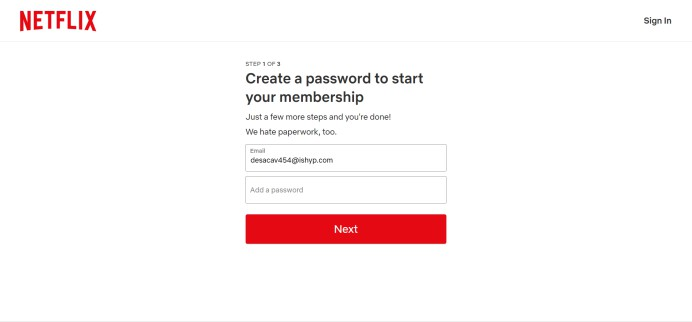 NETFLIX
Sign In
STEP 1 OF 3
Create a password to start
your membership
Just a few more steps and you're done!
We hate paperwork, too.
Email
desacav454@ishyp.com
Add a password
Next